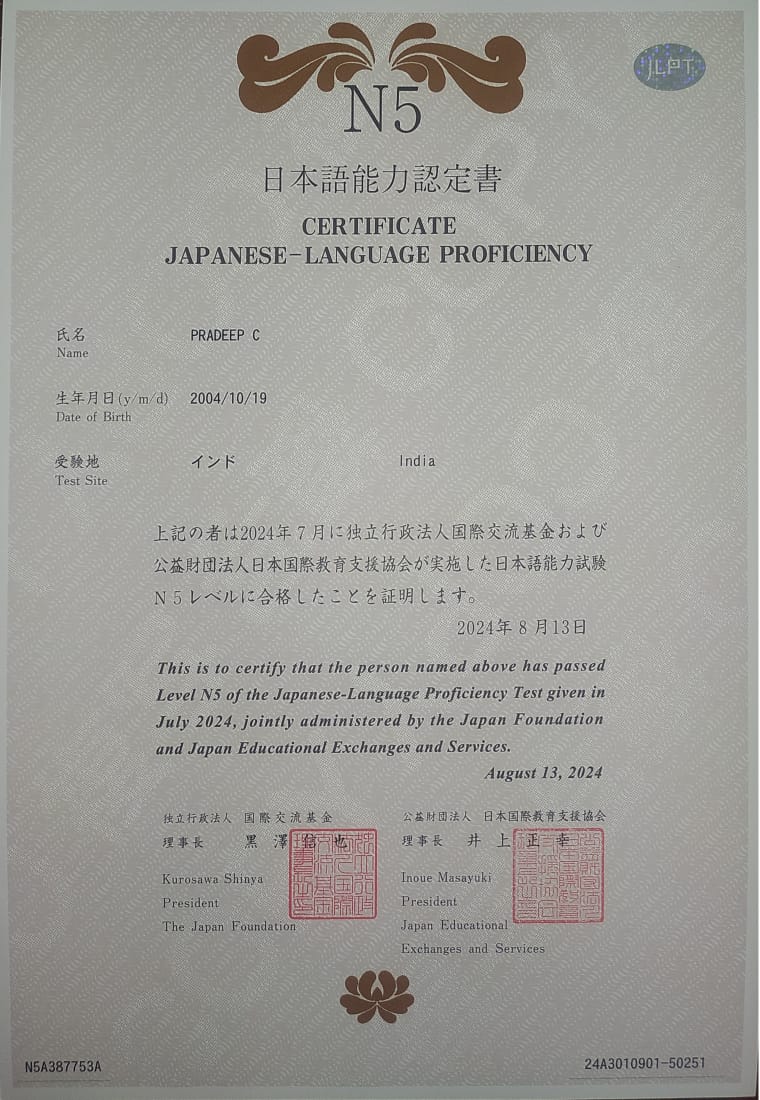 JLPT
N5
日本語能力認定書
CERTIFICATE
JAPANESE-LANGUAGE PROFICIENCY
氏名 PRADEEP C
Name
生年月日(y/m/d) 2004/10/19
Date of Birth
受験地 インド India
Test Site
上記の者は2024年7月に独立行政法人国際交流基金および
公益財団法人日本国際教育支援協会が実施した日本語能力試験
N5レベルに合格したことを証明します。
2024年8月13日
This is to certify that the person named above has passed
Level N5 of the Japanese-Language Proficiency Test given in
July 2024, jointly administered by the Japan Foundation
and Japan Educational Exchanges and Services.
August 13, 2024
独立行政法人 国際交流基金
理事長 黒澤信也
Kurosawa Shinya
President
The Japan Foundation
公益財団法人 日本国際教育支援協会
理事長 井上正幸
Inoue Masayuki
President
Japan Educational
Exchanges and Services
N5A387753A
24A3010901-50251